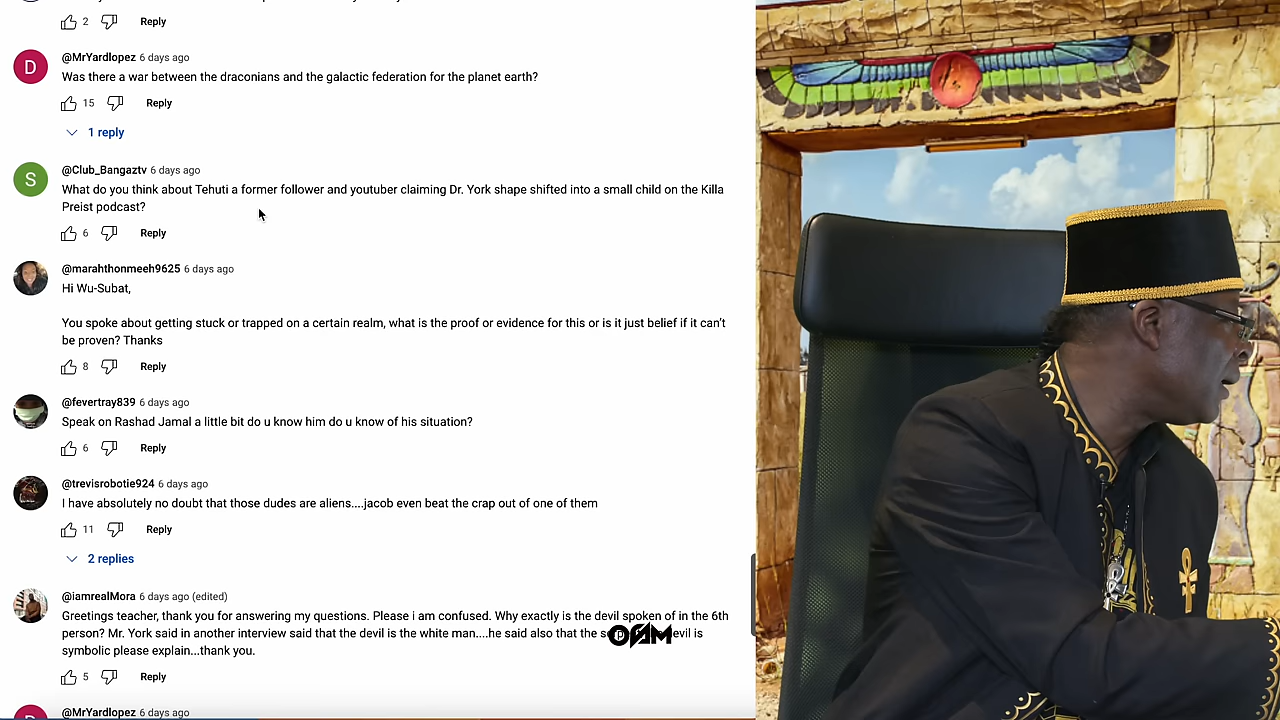 2 Reply
D @MrYardlopez 6 days ago
Was there a war between the draconians and the galactic federation for the planet earth?
15 Reply
1 reply
S @Club_Bangaztv 6 days ago
What do you think about Tehuti a former follower and youtuber claiming Dr. York shape shifted into a small child on the Killa
Preist podcast?
6 Reply
@marahthonmeeh9625 6 days ago
Hi Wu-Subat,
You spoke about getting stuck or trapped on a certain realm, what is the proof or evidence for this or is it just belief if it can't
be proven? Thanks
8 Reply
@fevertray839 6 days ago
Speak on Rashad Jamal a little bit do u know him do u know of his situation?
6 Reply
@trevisrobotie924 6 days ago
I have absolutely no doubt that those dudes are aliens....jacob even beat the crap out of one of them
11 Reply
2 replies
@iamrealMora 6 days ago (edited)
Greetings teacher, thank you for answering my questions. Please i am confused. Why exactly is the devil spoken of in the 6th
person? Mr. York said in another interview said that the devil is the white man....he said also that the devil is
symbolic please explain...thank you.
5 Reply
@MrYardlopez 6 days ago